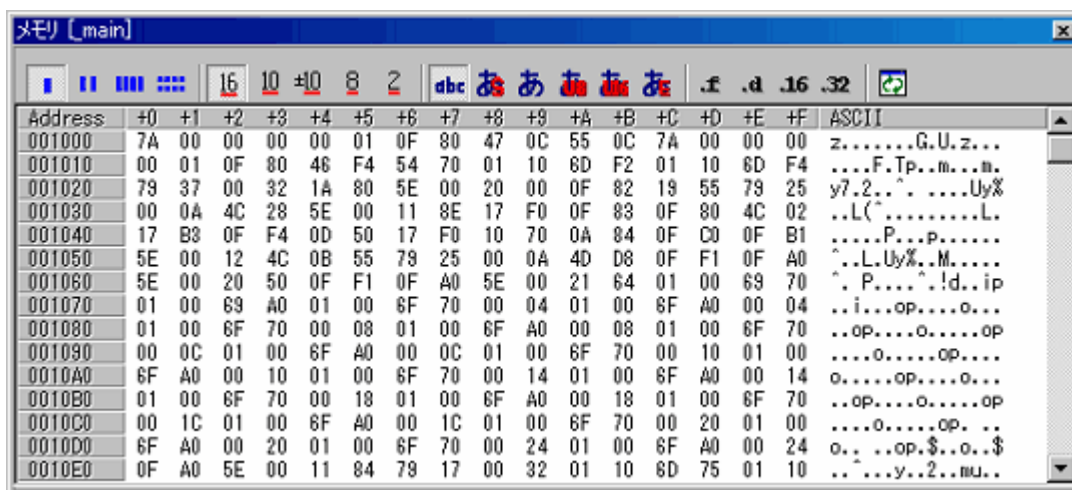 メモリ [_main]
16 10 ±10 8 2 abc あS あ あ あ あE .f .d .16 .32
Address +0 +1 +2 +3 +4 +5 +6 +7 +8 +9 +A +B +C +D +E +F ASCII
001000 7A 00 00 00 00 01 0F 80 47 0C 55 0C 7A 00 00 00 z.......G.U.z...
001010 00 01 0F 80 46 F4 54 70 01 10 6D F2 01 10 6D F4 ....F.Tp..m...m.
001020 79 37 00 32 1A 80 5E 00 20 00 0F 82 19 55 79 25 y7.2..^. ....Uy%
001030 00 0A 4C 28 5E 00 11 8E 17 F0 0F 83 0F 80 4C 02 ..L(^.........L.
001040 17 B3 0F F4 0D 50 17 F0 10 70 0A 84 0F C0 0F B1 .....P...p......
001050 5E 00 12 4C 0B 55 79 25 00 0A 4D D8 0F F1 0F A0 ^..L.Uy%..M.....
001060 5E 00 20 50 0F F1 0F A0 5E 00 21 64 01 00 69 70 ^. P....^.!d..ip
001070 01 00 69 A0 01 00 6F 70 00 04 01 00 6F A0 00 04 ..i...op....o...
001080 01 00 6F 70 00 08 01 00 6F A0 00 08 01 00 6F 70 ..op....o.....op
001090 00 0C 01 00 6F A0 00 0C 01 00 6F 70 00 10 01 00 ....o.....op....
0010A0 6F A0 00 10 01 00 6F 70 00 14 01 00 6F A0 00 14 o.....op....o...
0010B0 01 00 6F 70 00 18 01 00 6F A0 00 18 01 00 6F 70 ..op....o.....op
0010C0 00 1C 01 00 6F A0 00 1C 01 00 6F 70 00 20 01 00 ....o.....op. ..
0010D0 6F A0 00 20 01 00 6F 70 00 24 01 00 6F A0 00 24 o.. ..op.$..o..$
0010E0 0F A0 5E 00 11 84 79 17 00 32 01 10 6D 75 01 10 ..^...y..2..mu..